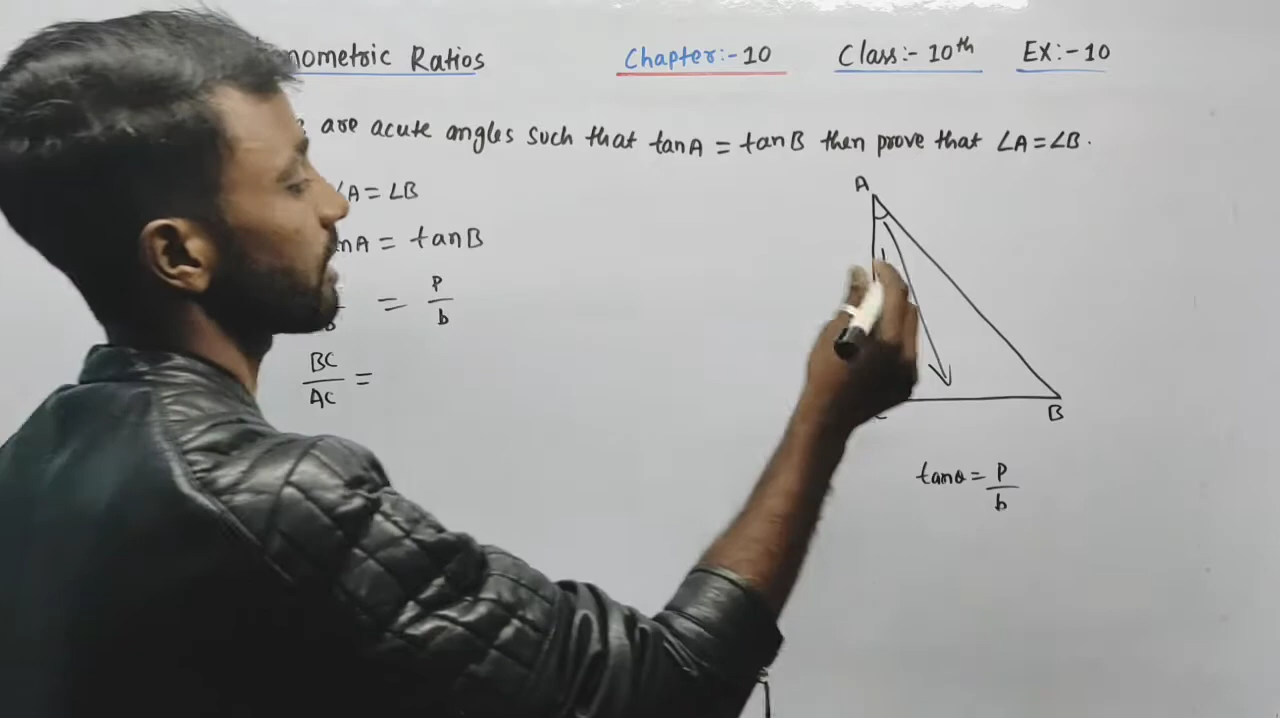 nometric Ratios Chapter:-10 Class:- 10th Ex:-10
are acute angles such that tanA = tanB then prove that ∠A=∠B.
∠A = ∠B
nA = tanB
= P/b
BC/AC =
A
B
tanθ = P/b